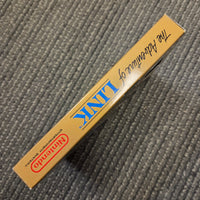 The Adventure of
LINK
Nintendo